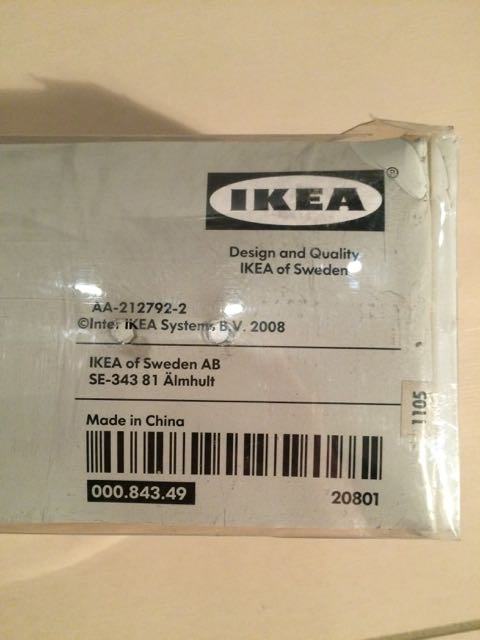 IKEA®
Design and Quality
IKEA of Sweden
AA-212792-2
©Inter IKEA Systems B.V. 2008
IKEA of Sweden AB
SE-343 81 Älmhult
1105
Made in China
000.843.49 20801